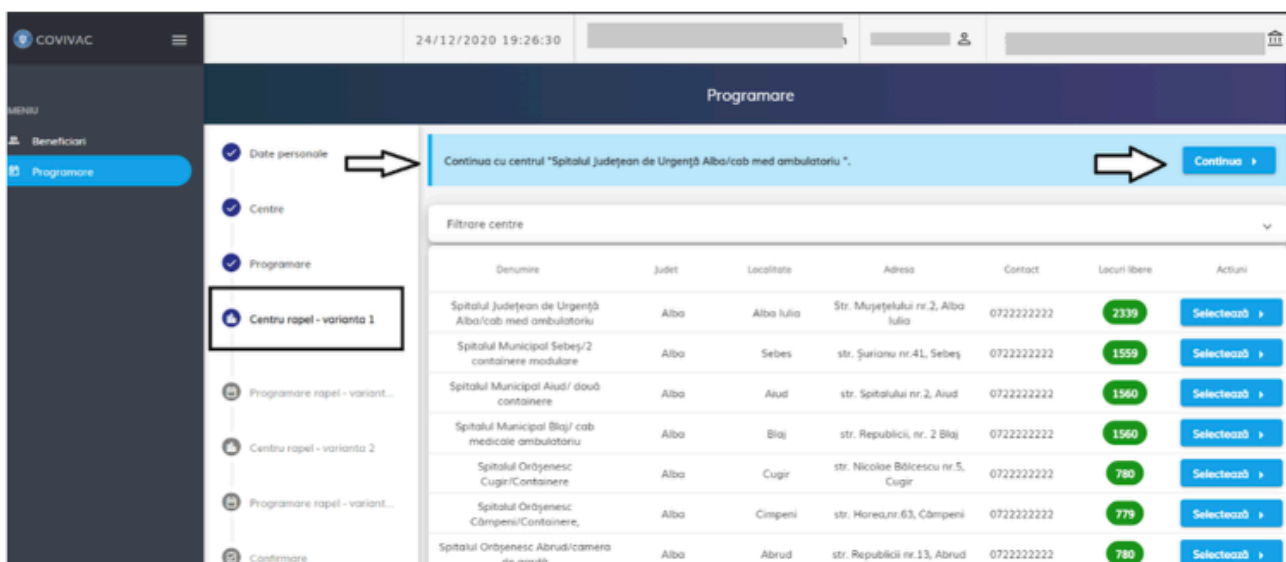 COVIVAC
24/12/2020 19:26:30
Programare
MENIU
Beneficiari
Programare
Date personale
Centre
Programare
Centru rapel - varianta 1
Programare rapel - variant...
Centru rapel - varianta 2
Programare rapel - variant...
Confirmare
Continua cu centrul "Spitalul Județean de Urgență Alba/cab med ambulatoriu ".
Continua
Filtrare centre
Denumire Judet Localitate Adresa Contact Locuri libere Actiuni
Spitalul Județean de Urgență
Alba/cab med ambulatoriu Alba Alba Iulia Str. Mușețelului nr.2, Alba
Iulia 0722222222 2339 Selectează
Spitalul Municipal Sebeș/2
containere modulare Alba Sebes str. Șurianu nr.41, Sebeș 0722222222 1559 Selectează
Spitalul Municipal Aiud/ două
containere Alba Aiud str. Spitalului nr.2, Aiud 0722222222 1560 Selectează
Spitalul Municipal Blaj/ cab
medicale ambulatoriu Alba Blaj str. Republicii, nr. 2 Blaj 0722222222 1560 Selectează
Spitalul Orășenesc
Cugir/Containere Alba Cugir str. Nicolae Bălcescu nr.5,
Cugir 0722222222 780 Selectează
Spitalul Orășenesc
Câmpeni/Containere, Alba Cimpeni str. Horea,nr.63, Câmpeni 0722222222 779 Selectează
Spitalul Orășenesc Abrud/camera
de gardă Alba Abrud str. Republicii nr.13, Abrud 0722222222 780 Selectează